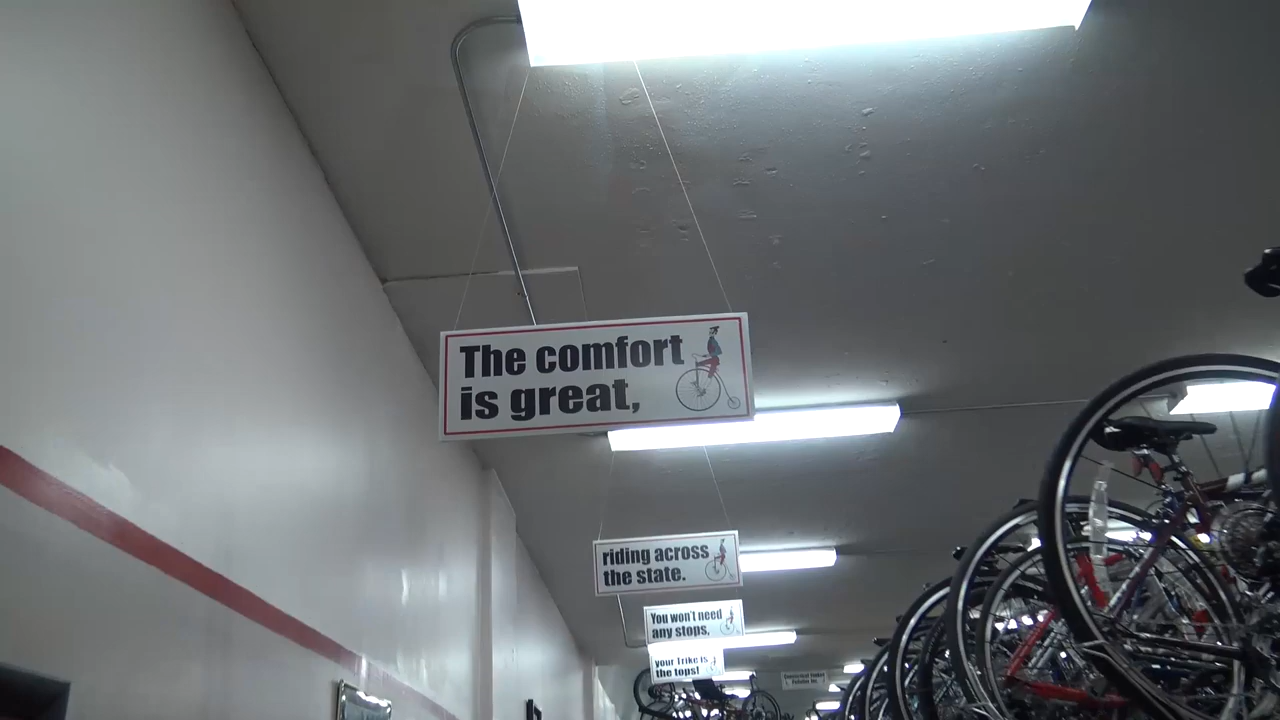 The comfort
is great,
riding across
the state.
You won't need
any stops,
your Trike is
the tops!